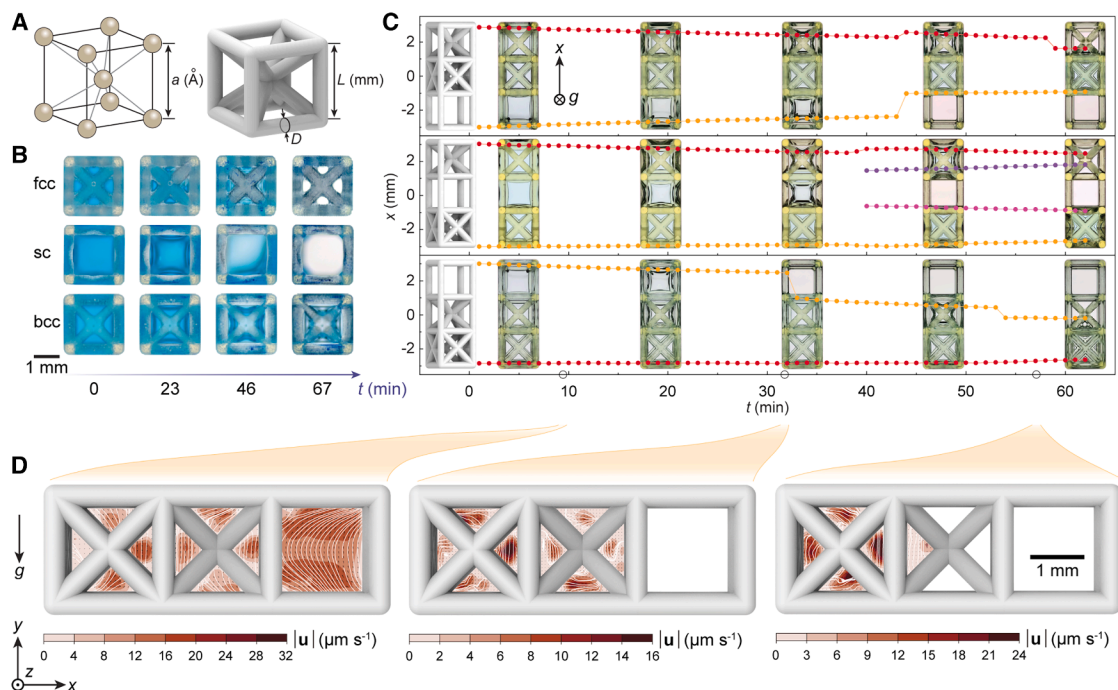 A
a (Å)
L (mm)
D
B
fcc
sc
bcc
1 mm
0 23 46 67 t (min)
C
x
g
x (mm)
2
0
−2
2
0
−2
2
0
−2
0 10 20 30 40 50 60
t (min)
D
g
1 mm
0 4 8 12 16 20 24 28 32
|u| (μm s⁻¹)
0 2 4 6 8 10 12 14 16
|u| (μm s⁻¹)
0 3 6 9 12 15 18 21 24
|u| (μm s⁻¹)
y
z
x